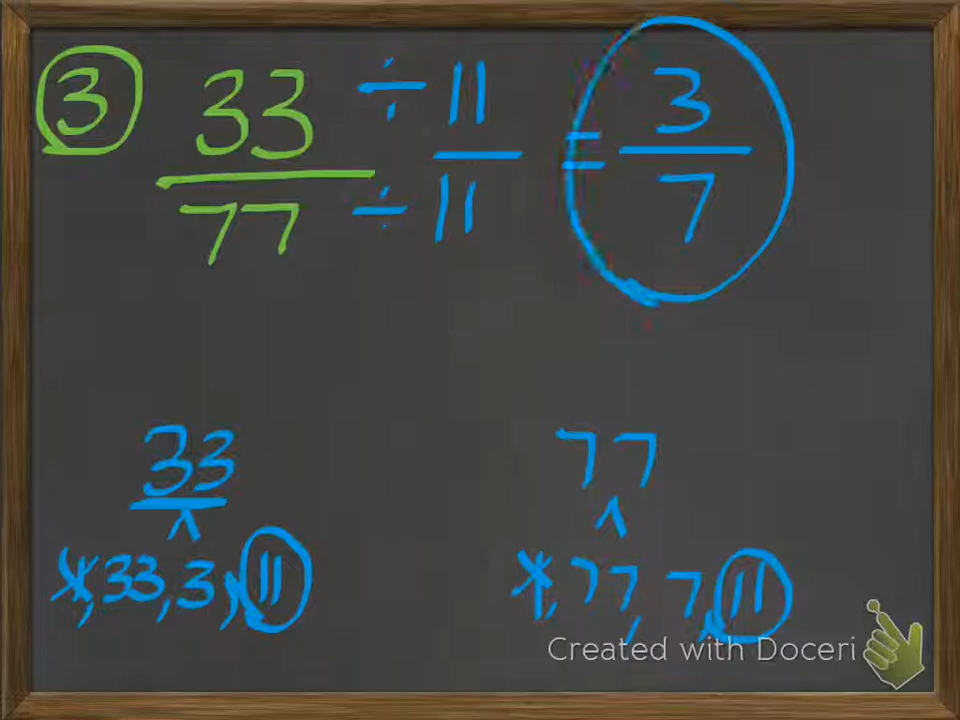 3 33/77 ÷ 11 / ÷ 11 = 3/7
33 77
1, 33, 3, 11 1, 77, 7, 11
Created with Doceri